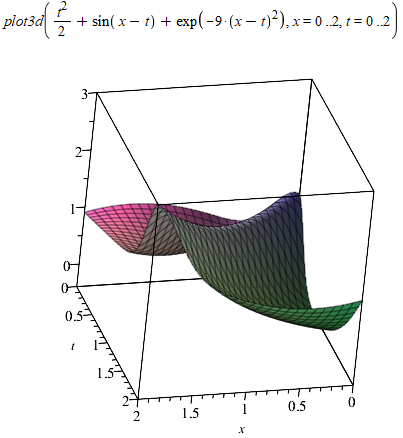 plot3d( t²/2 + sin( x − t) + exp(−9·(x − t)²), x = 0 ..2, t = 0 ..2 )
3
2
1
0
0
0.5
t 1
1.5
2
2 1.5 1 0.5 0
x